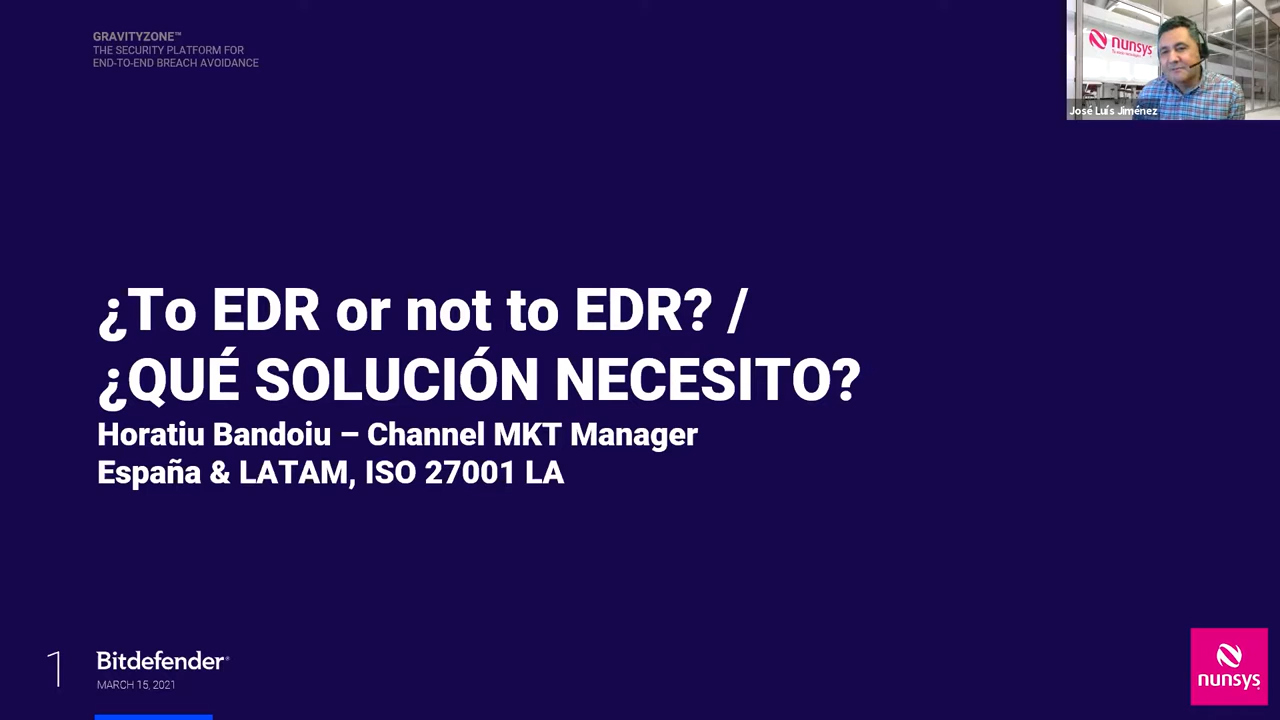 GRAVITYZONE™
THE SECURITY PLATFORM FOR
END-TO-END BREACH AVOIDANCE
nunsys
José Luís Jiménez
¿To EDR or not to EDR? /
¿QUÉ SOLUCIÓN NECESITO?
Horatiu Bandoiu – Channel MKT Manager
España & LATAM, ISO 27001 LA
1
Bitdefender®
MARCH 15, 2021
nunsys